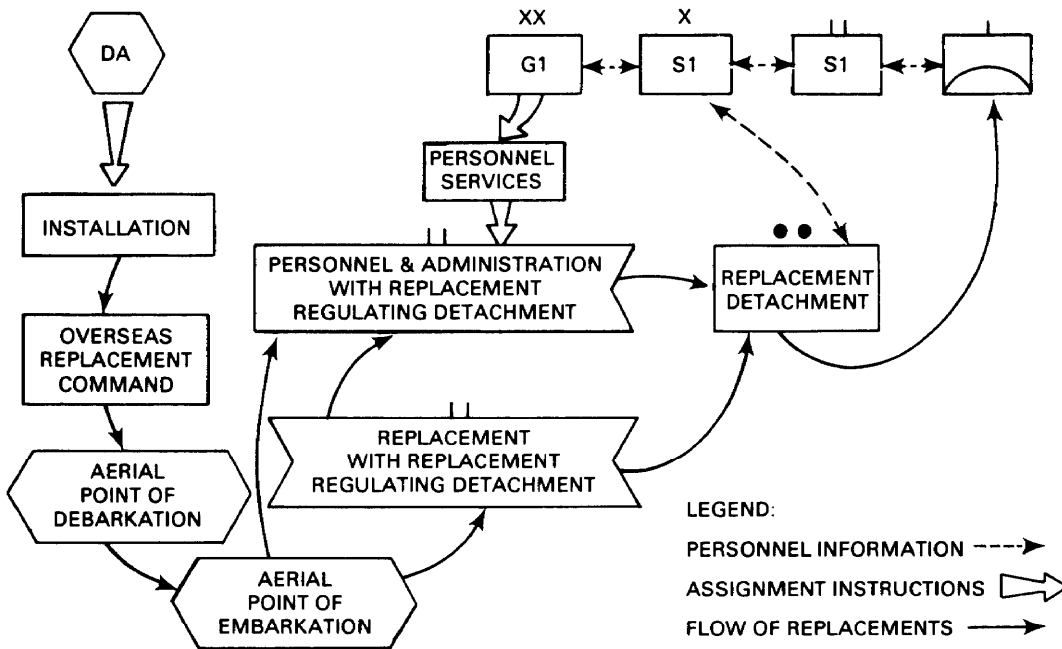 DA
XX
X
G1
S1
S1
PERSONNEL
SERVICES
INSTALLATION
PERSONNEL & ADMINISTRATION
WITH REPLACEMENT
REGULATING DETACHMENT
REPLACEMENT
DETACHMENT
OVERSEAS
REPLACEMENT
COMMAND
REPLACEMENT
WITH REPLACEMENT
REGULATING DETACHMENT
AERIAL
POINT OF
DEBARKATION
AERIAL
POINT OF
EMBARKATION
LEGEND:
PERSONNEL INFORMATION
ASSIGNMENT INSTRUCTIONS
FLOW OF REPLACEMENTS